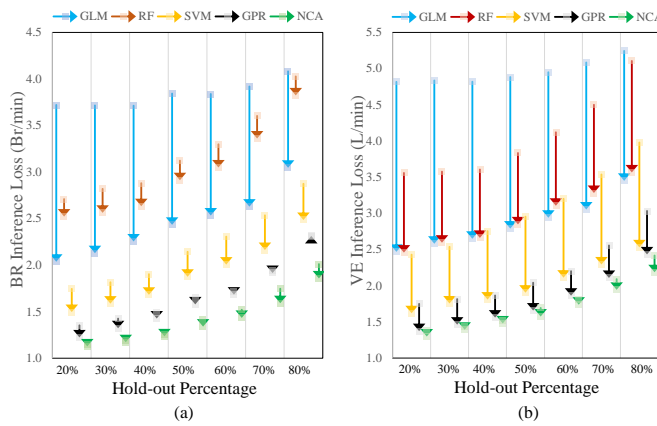 GLM RF SVM GPR NCA
4.5
4.0
3.5
3.0
2.5
2.0
1.5
1.0
BR Inference Loss (Br/min)
20% 30% 40% 50% 60% 70% 80%
Hold-out Percentage
(a)
GLM RF SVM GPR NCA
5.5
5.0
4.5
4.0
3.5
3.0
2.5
2.0
1.5
1.0
VE Inference Loss (L/min)
20% 30% 40% 50% 60% 70% 80%
Hold-out Percentage
(b)